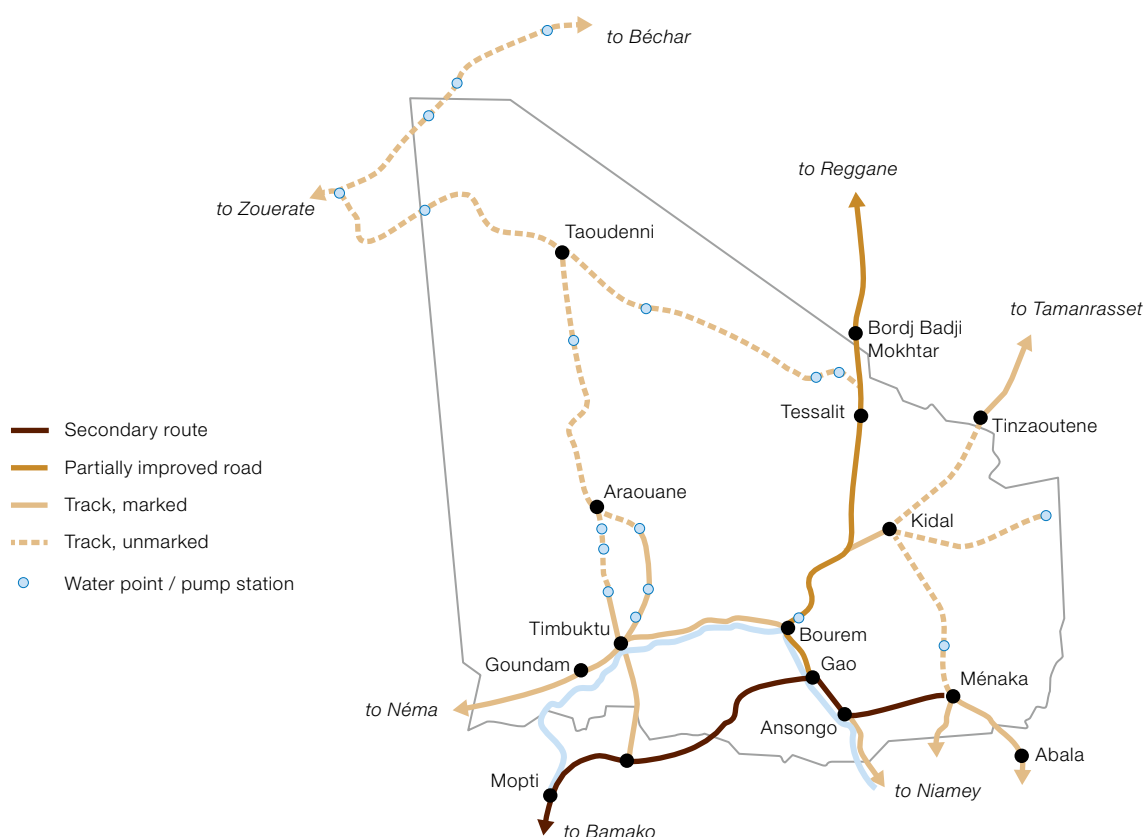 to Béchar
to Reggane
to Zouerate
Taoudenni
to Tamanrasset
Bordj Badji
Mokhtar
Tessalit
Tinzaoutene
Secondary route
Partially improved road
Track, marked
Track, unmarked
Water point / pump station
Araouane
Kidal
Timbuktu
Bourem
Goundam
Gao
Ménaka
to Néma
Ansongo
Abala
Mopti
to Niamey
to Bamako